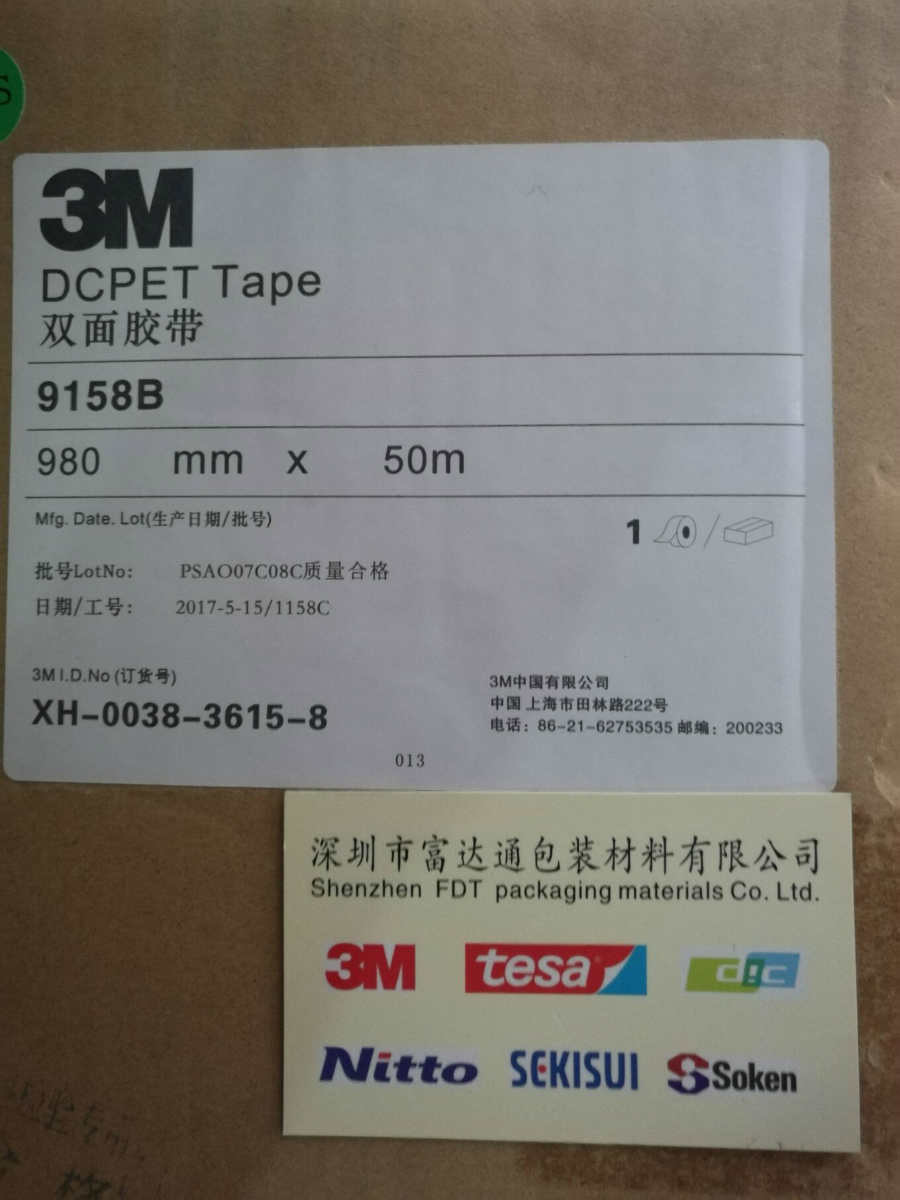 S
3M
DCPET Tape
双面胶带
9158B
980 mm x 50m
Mfg. Date. Lot(生产日期/批号)
1 /
批号LotNo: PSAO07C08C质量合格
日期/工号: 2017-5-15/1158C
3M I.D.No (订货号)
XH-0038-3615-8
3M中国有限公司
中国 上海市田林路222号
电话: 86-21-62753535 邮编: 200233
013
深圳市富达通包装材料有限公司
Shenzhen FDT packaging materials Co. Ltd.
3M tesa dic
Nitto SEKISUI Soken
格